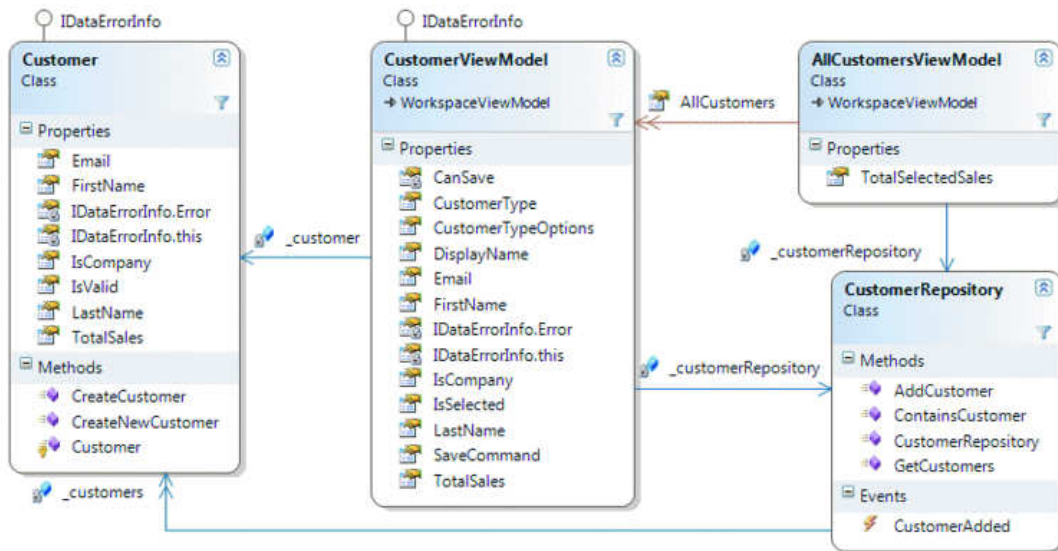 IDataErrorInfo
Customer
Class
Properties
Email
FirstName
IDataErrorInfo.Error
IDataErrorInfo.this
IsCompany
IsValid
LastName
TotalSales
Methods
CreateCustomer
CreateNewCustomer
Customer
_customer
_customers
IDataErrorInfo
CustomerViewModel
Class
WorkspaceViewModel
Properties
CanSave
CustomerType
CustomerTypeOptions
DisplayName
Email
FirstName
IDataErrorInfo.Error
IDataErrorInfo.this
IsCompany
IsSelected
LastName
SaveCommand
TotalSales
AllCustomers
_customerRepository
AllCustomersViewModel
Class
WorkspaceViewModel
Properties
TotalSelectedSales
_customerRepository
CustomerRepository
Class
Methods
AddCustomer
ContainsCustomer
CustomerRepository
GetCustomers
Events
CustomerAdded